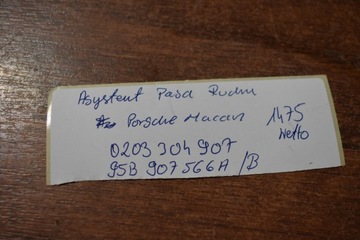 Asystent Pasa Ruchu
Porsche Macan 1475
Netto
0203 304 907
95B 907 566A /B